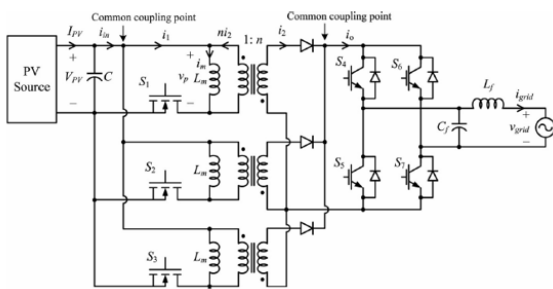 Common coupling point
Common coupling point
I_PV
i_in
i_1
ni_2
1: n
i_2
i_o
PV
Source
V_PV
C
S_1
v_p
i_m
L_m
S_4
S_6
L_f
i_grid
C_f
v_grid
S_2
L_m
S_5
S_7
S_3
L_m